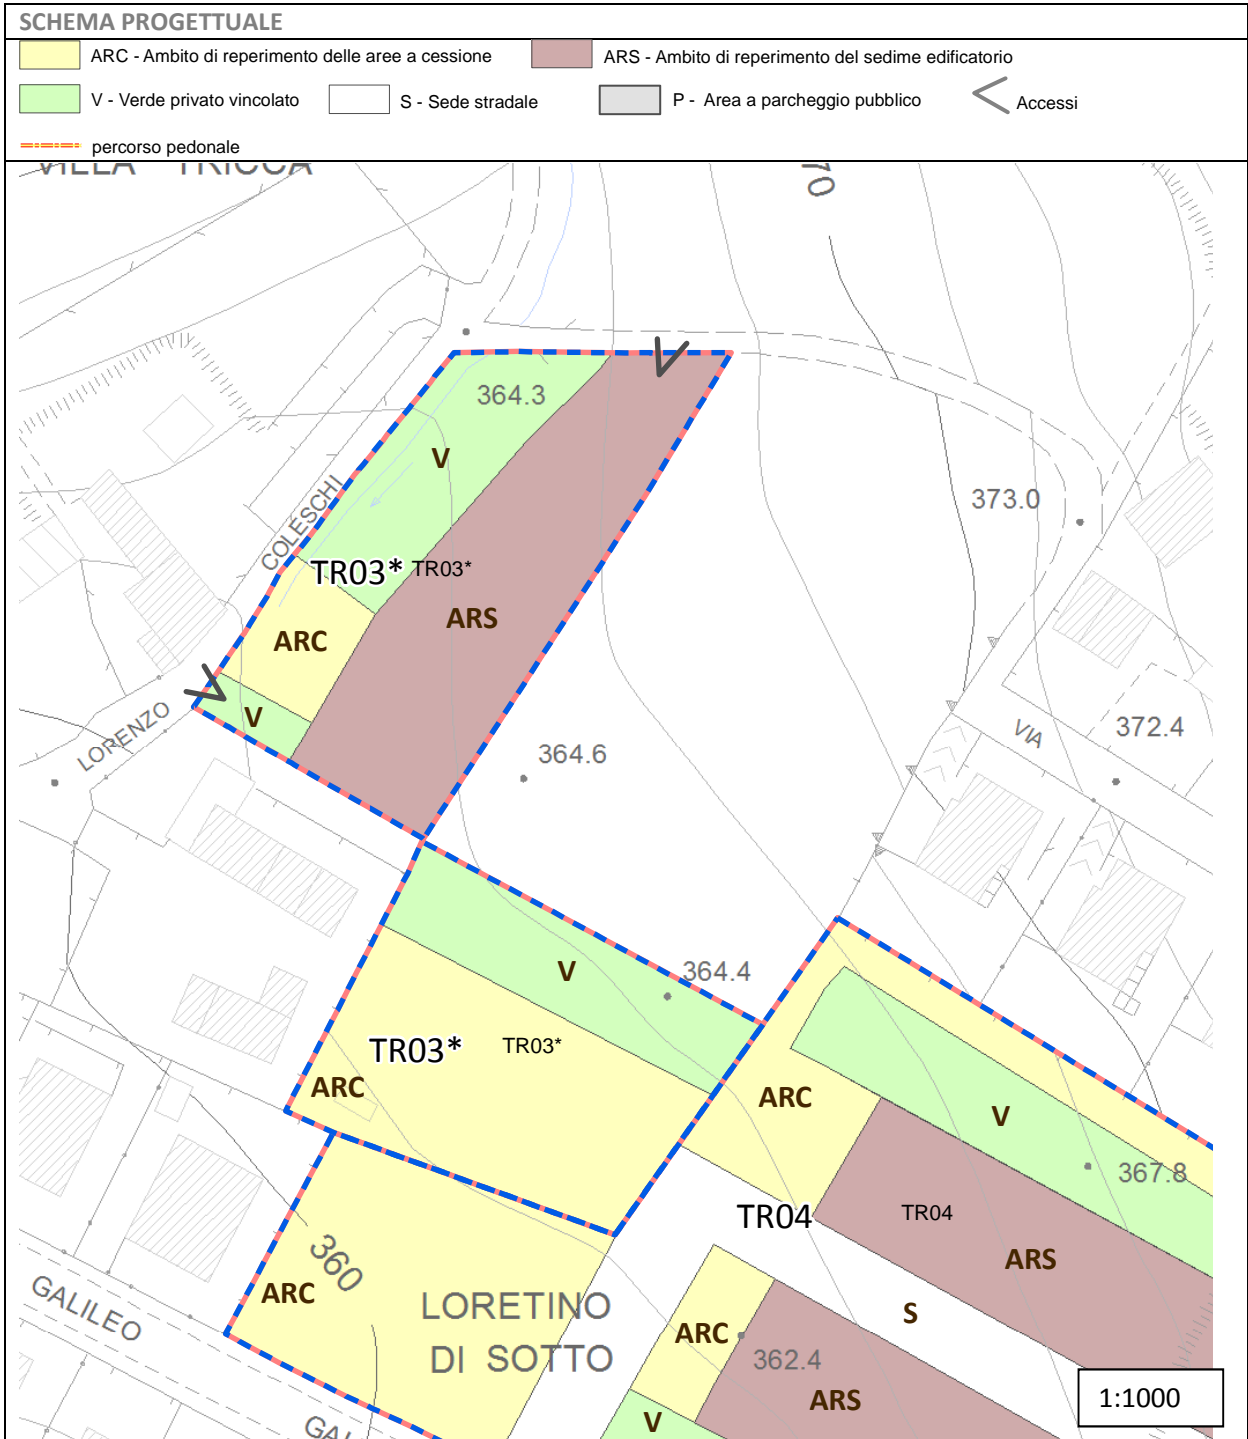 SCHEMA PROGETTUALE
ARC - Ambito di reperimento delle aree a cessione
ARS - Ambito di reperimento del sedime edificatorio
V - Verde privato vincolato
S - Sede stradale
P - Area a parcheggio pubblico
Accessi
percorso pedonale
VILLA TRICCA
70
364.3
V
COLESCHI
373.0
TR03* TR03*
ARC
ARS
V
LORENZO
VIA
372.4
364.6
V
364.4
TR03* TR03*
ARC
ARC
V
367.8
TR04 TR04
ARS
360
ARC
GALILEO
LORETINO
DI SOTTO
S
ARC
362.4
ARS
1:1000
V